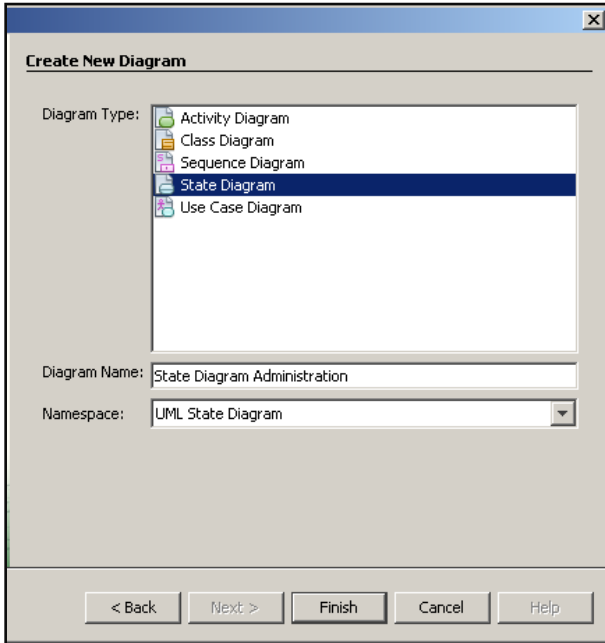 Create New Diagram
Diagram Type:
Activity Diagram
Class Diagram
Sequence Diagram
State Diagram
Use Case Diagram
Diagram Name: State Diagram Administration
Namespace: UML State Diagram
< Back Next > Finish Cancel Help